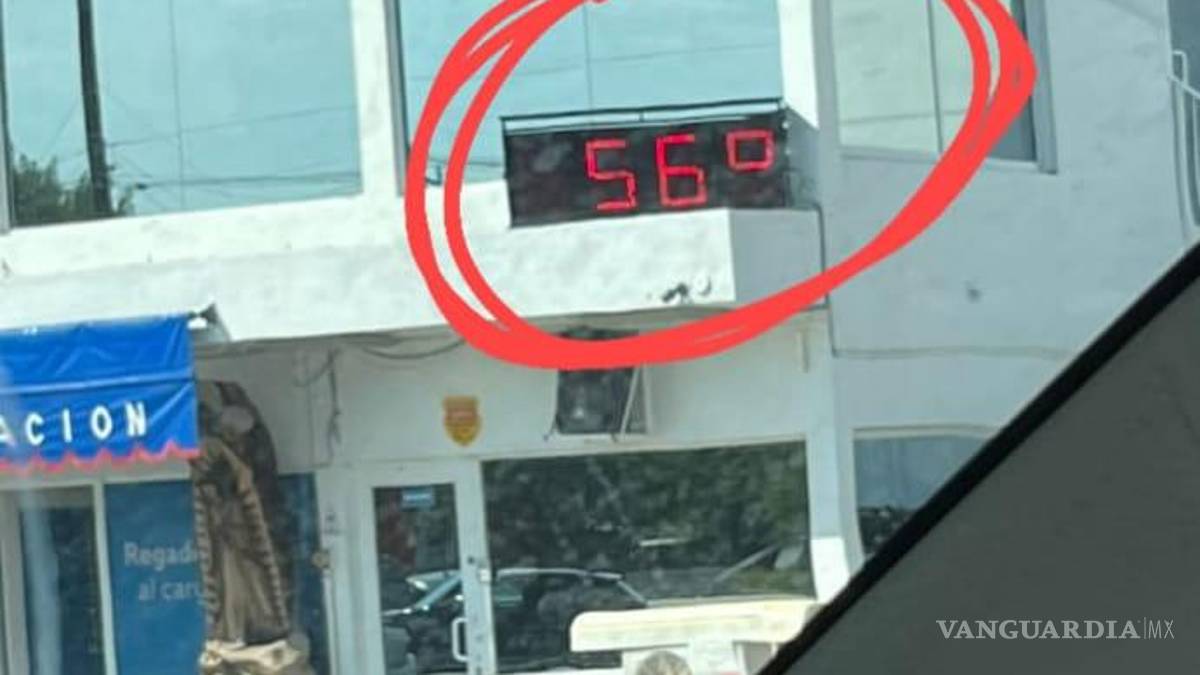 56°
ACION
Regad
al car
VANGUARDIA|MX